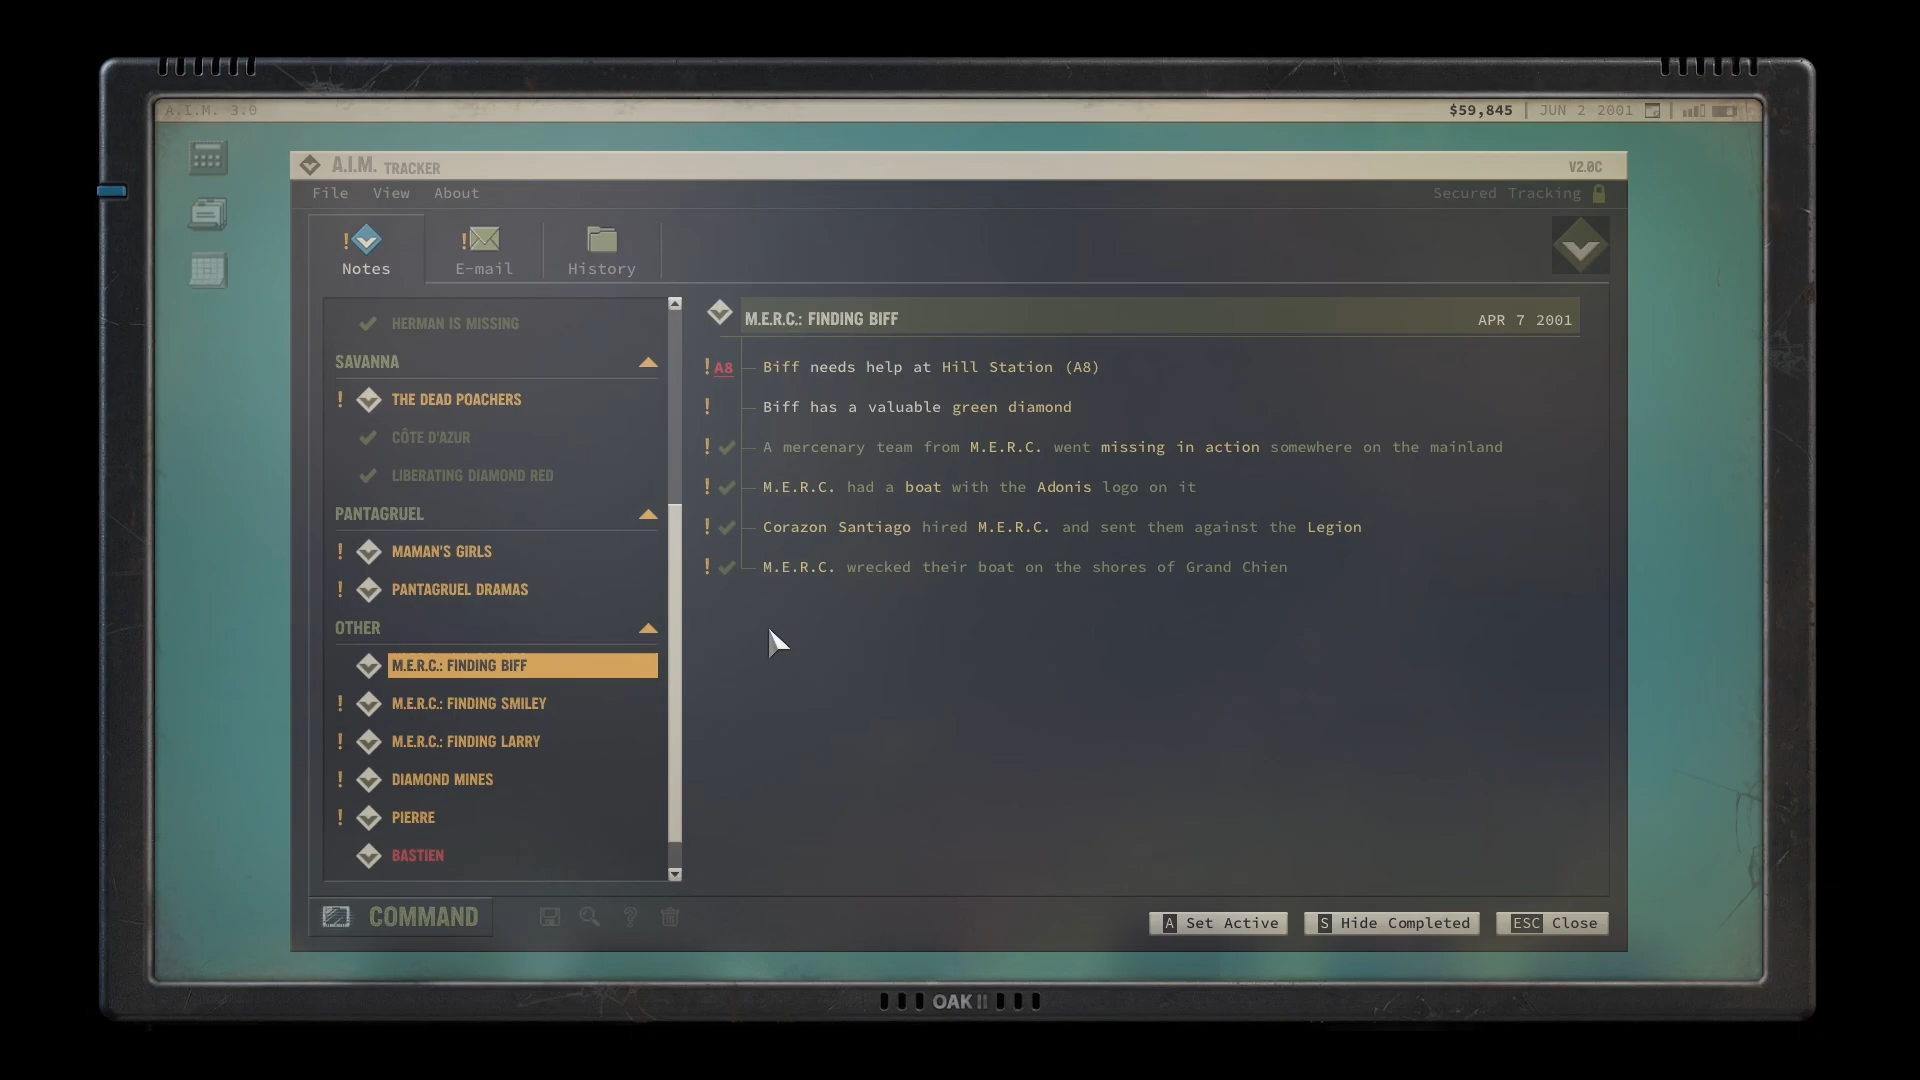 A.I.M. 3.0
$59,845 | JUN 2 2001
A.I.M. TRACKER
V2.0C
File View About
Secured Tracking
! Notes
! E-mail
History
HERMAN IS MISSING
SAVANNA
! THE DEAD POACHERS
CÔTE D'AZUR
LIBERATING DIAMOND RED
PANTAGRUEL
! MAMAN'S GIRLS
! PANTAGRUEL DRAMAS
OTHER
M.E.R.C.: FINDING BIFF
! M.E.R.C.: FINDING SMILEY
! M.E.R.C.: FINDING LARRY
! DIAMOND MINES
! PIERRE
BASTIEN
M.E.R.C.: FINDING BIFF
APR 7 2001
! A8 Biff needs help at Hill Station (A8)
! Biff has a valuable green diamond
! A mercenary team from M.E.R.C. went missing in action somewhere on the mainland
! M.E.R.C. had a boat with the Adonis logo on it
! Corazon Santiago hired M.E.R.C. and sent them against the Legion
! M.E.R.C. wrecked their boat on the shores of Grand Chien
COMMAND
?
A Set Active
S Hide Completed
ESC Close
OAK II